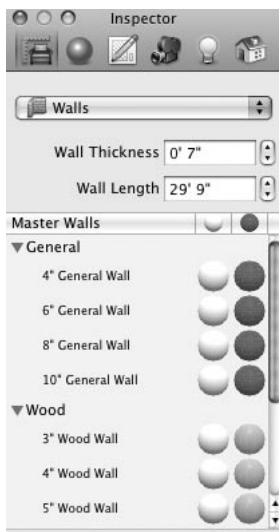 Inspector
Walls
Wall Thickness 0' 7"
Wall Length 29' 9"
Master Walls
General
4" General Wall
6" General Wall
8" General Wall
10" General Wall
Wood
3" Wood Wall
4" Wood Wall
5" Wood Wall